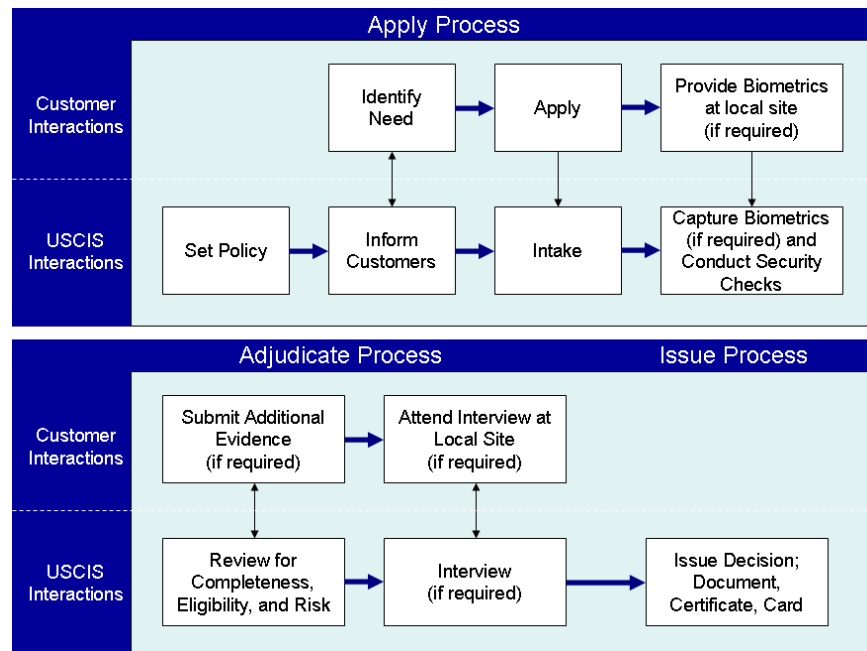 Apply Process
Customer
Interactions
Identify
Need
Apply
Provide Biometrics
at local site
(if required)
USCIS
Interactions
Set Policy
Inform
Customers
Intake
Capture Biometrics
(if required) and
Conduct Security
Checks
Adjudicate Process
Issue Process
Customer
Interactions
Submit Additional
Evidence
(if required)
Attend Interview at
Local Site
(if required)
USCIS
Interactions
Review for
Completeness,
Eligibility, and Risk
Interview
(if required)
Issue Decision;
Document,
Certificate, Card